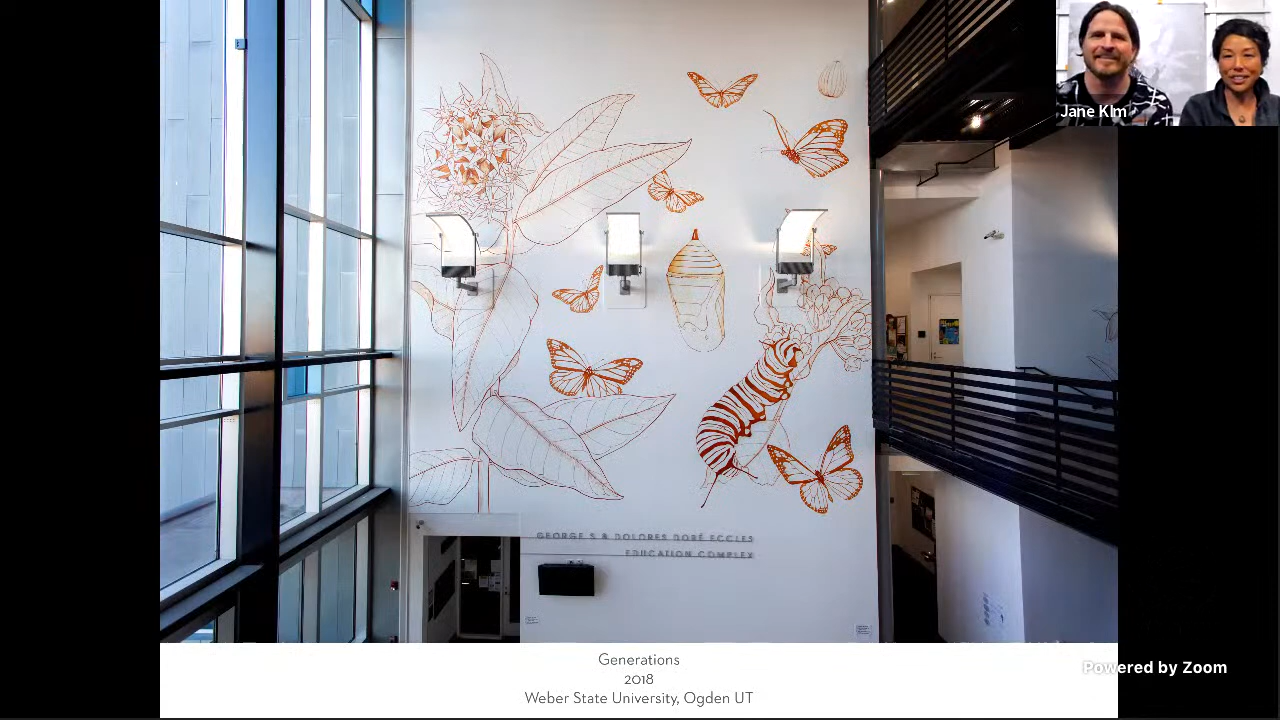 Jane KIm
GEORGE S & DOLORES DORÉ ECCLES
EDUCATION COMPLEX
Generations
2018
Weber State University, Ogden UT
Powered by Zoom